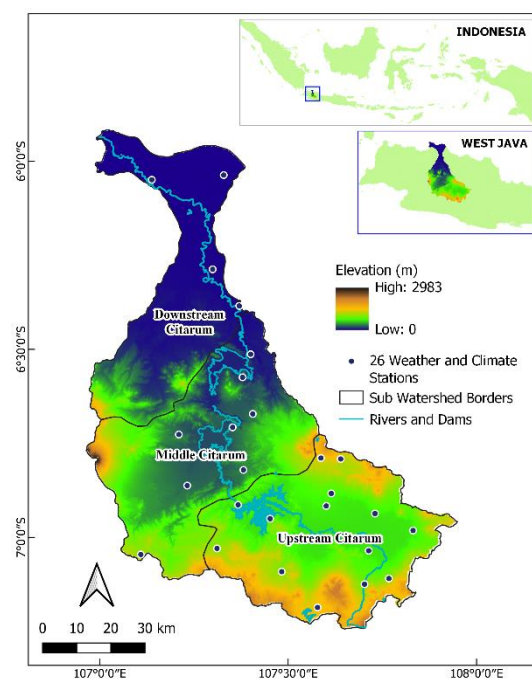 INDONESIA
1
WEST JAVA
6°0'0"S
6°30'0"S
7°0'0"S
Elevation (m)
High: 2983
Low: 0
26 Weather and Climate
Stations
Sub Watershed Borders
Rivers and Dams
Downstream
Citarum
Middle Citarum
Upstream Citarum
0 10 20 30 km
107°0'0"E
107°30'0"E
108°0'0"E